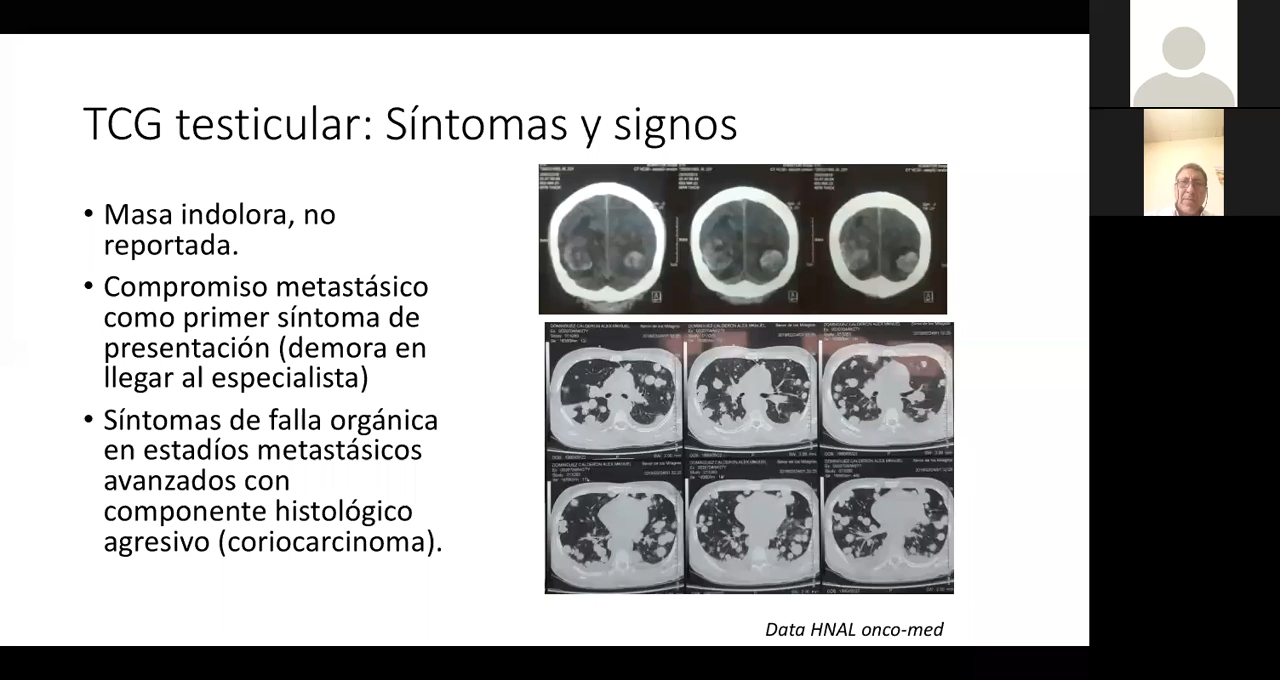 TCG testicular: Síntomas y signos
• Masa indolora, no
reportada.
• Compromiso metastásico
como primer síntoma de
presentación (demora en
llegar al especialista)
• Síntomas de falla orgánica
en estadíos metastásicos
avanzados con
componente histológico
agresivo (coriocarcinoma).
Data HNAL onco-med